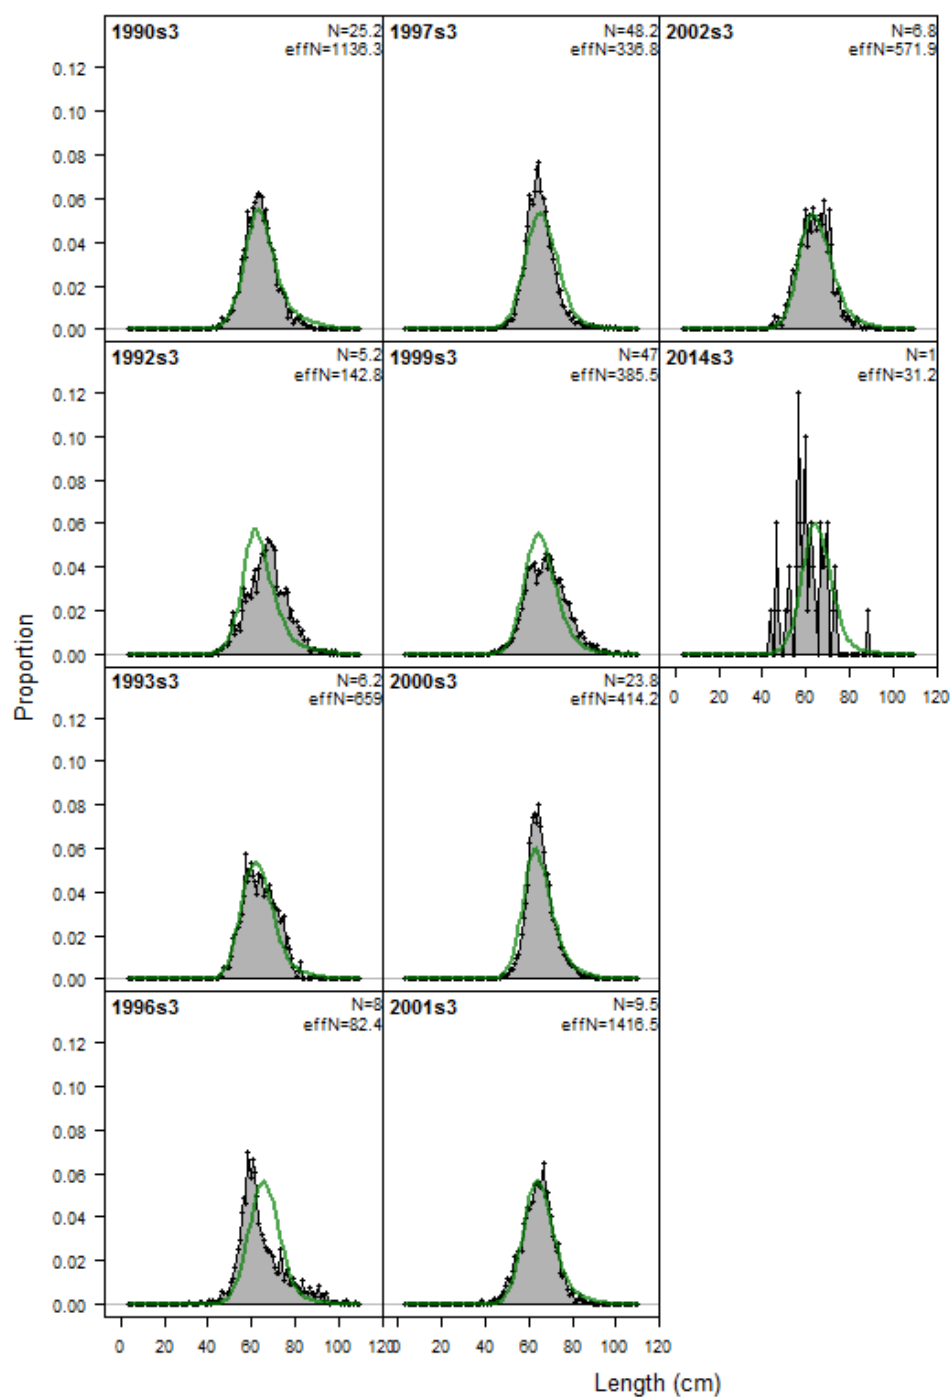 1990s3 N=25.2 1997s3 N=48.2 2002s3 N=6.8
effN=1136.3 effN=336.8 effN=571.9
0.12
0.10
0.08
0.06
0.04
0.02
0.00
1992s3 N=5.2 1999s3 N=47 2014s3 N=1
effN=142.8 effN=385.5 effN=31.2
0.12
0.10
0.08
0.06
0.04
0.02
0.00
Proportion
1993s3 N=6.2 2000s3 N=23.8 0 20 40 60 80 100 120
effN=659 effN=414.2
0.12
0.10
0.08
0.06
0.04
0.02
0.00
1996s3 N=8 2001s3 N=9.5
effN=82.4 effN=1416.5
0.12
0.10
0.08
0.06
0.04
0.02
0.00
0 20 40 60 80 100 120 0 20 40 60 80 100 120
Length (cm)